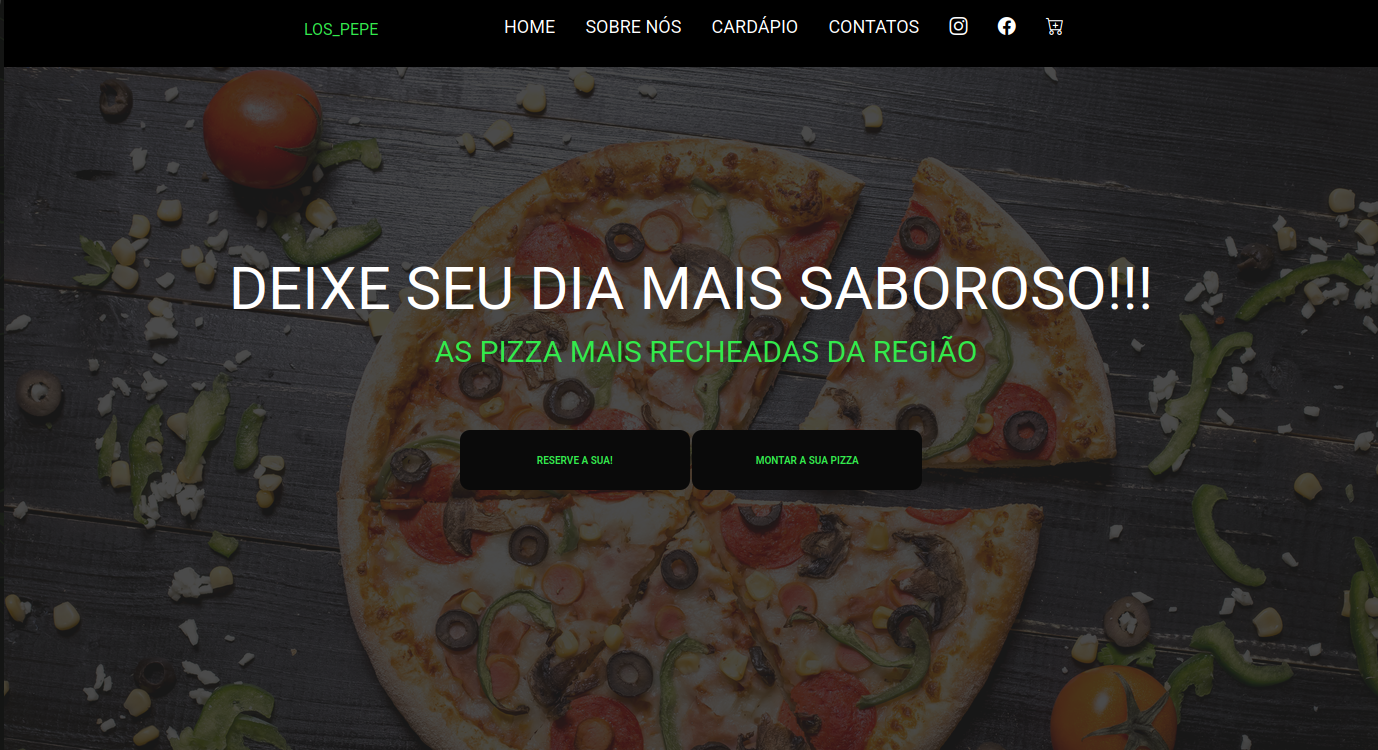 LOS_PEPE HOME SOBRE NÓS CARDÁPIO CONTATOS
DEIXE SEU DIA MAIS SABOROSO!!!
AS PIZZA MAIS RECHEADAS DA REGIÃO
RESERVE A SUA! MONTAR A SUA PIZZA